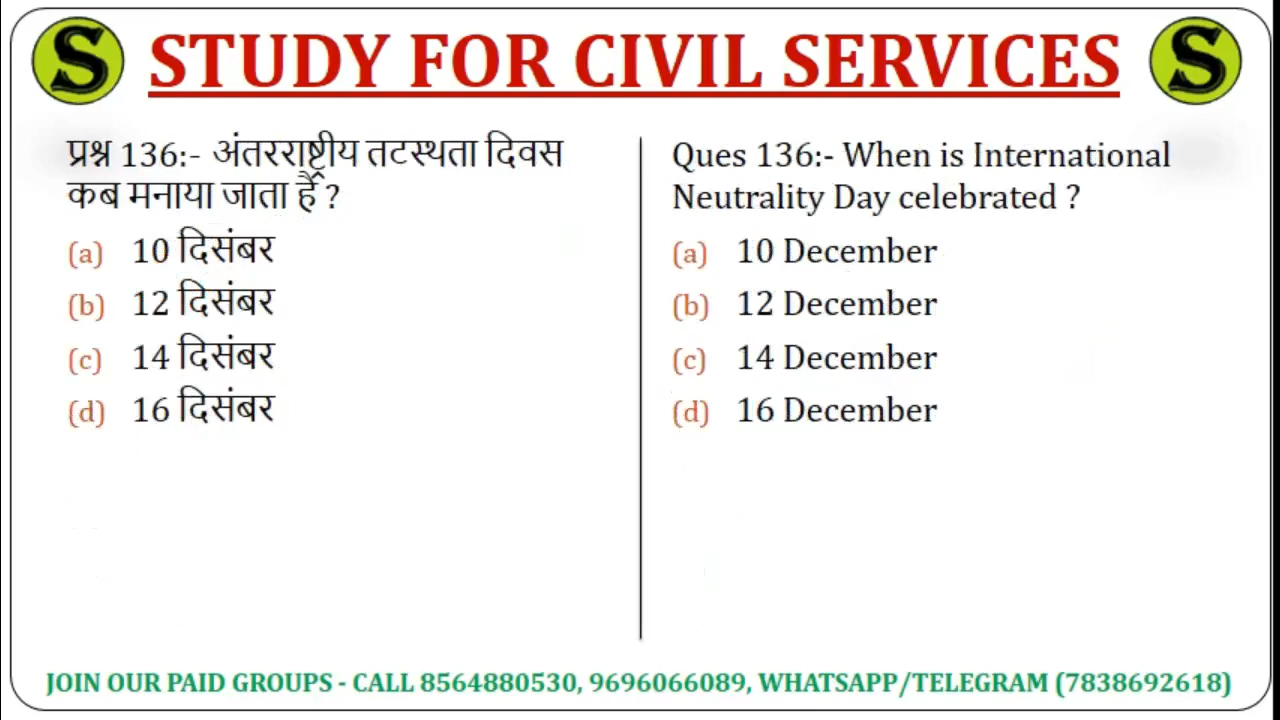 S STUDY FOR CIVIL SERVICES S
प्रश्न 136:- अंतरराष्ट्रीय तटस्थता दिवस
कब मनाया जाता है ?
(a) 10 दिसंबर
(b) 12 दिसंबर
(c) 14 दिसंबर
(d) 16 दिसंबर
Ques 136:- When is International
Neutrality Day celebrated ?
(a) 10 December
(b) 12 December
(c) 14 December
(d) 16 December
JOIN OUR PAID GROUPS - CALL 8564880530, 9696066089, WHATSAPP/TELEGRAM (7838692618)